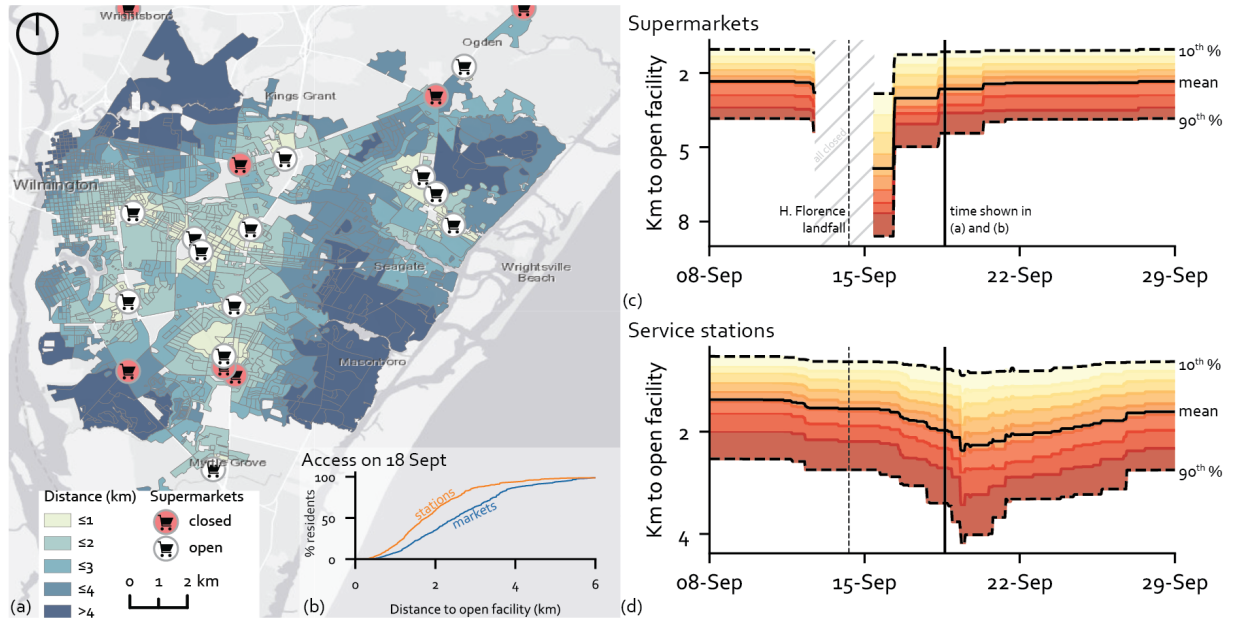 Wrightsboro
Ogden
Kings Grant
Wilmington
Seagate
Wrightsville
Beach
Masonboro
Myrtle Grove
Distance (km)
≤1
≤2
≤3
≤4
>4
Supermarkets
closed
open
0 1 2 km
(a)
Access on 18 Sept
% residents
100
50
0
stations
markets
0 2 4 6
Distance to open facility (km)
(b)
Supermarkets
Km to open facility
2
5
8
all closed
H. Florence
landfall
time shown in
(a) and (b)
10th %
mean
90th %
08-Sep 15-Sep 22-Sep 29-Sep
(c)
Service stations
Km to open facility
2
4
10th %
mean
90th %
08-Sep 15-Sep 22-Sep 29-Sep
(d)